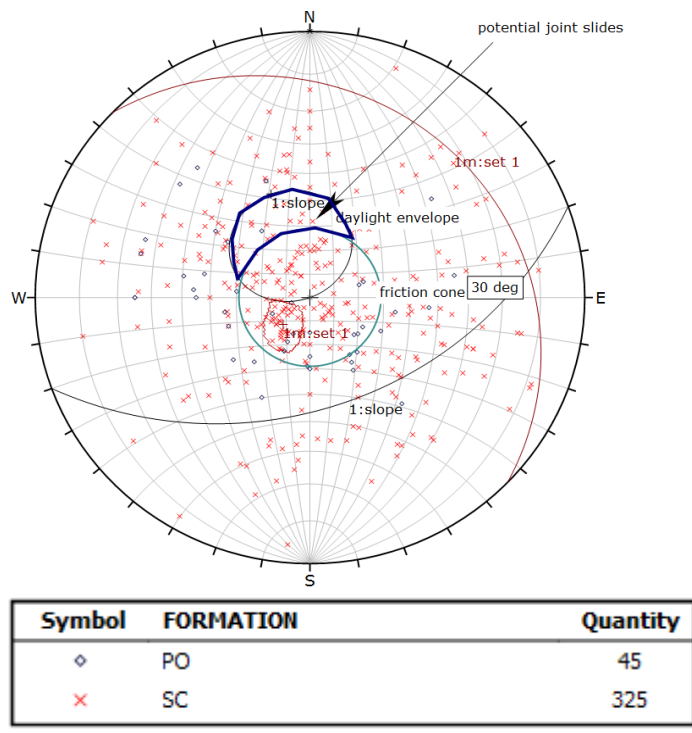 N
potential joint slides
1m:set 1
1:slope
daylight envelope
W
E
friction cone
30 deg
1m:set 1
1:slope
S
Symbol FORMATION Quantity
PO 45
SC 325